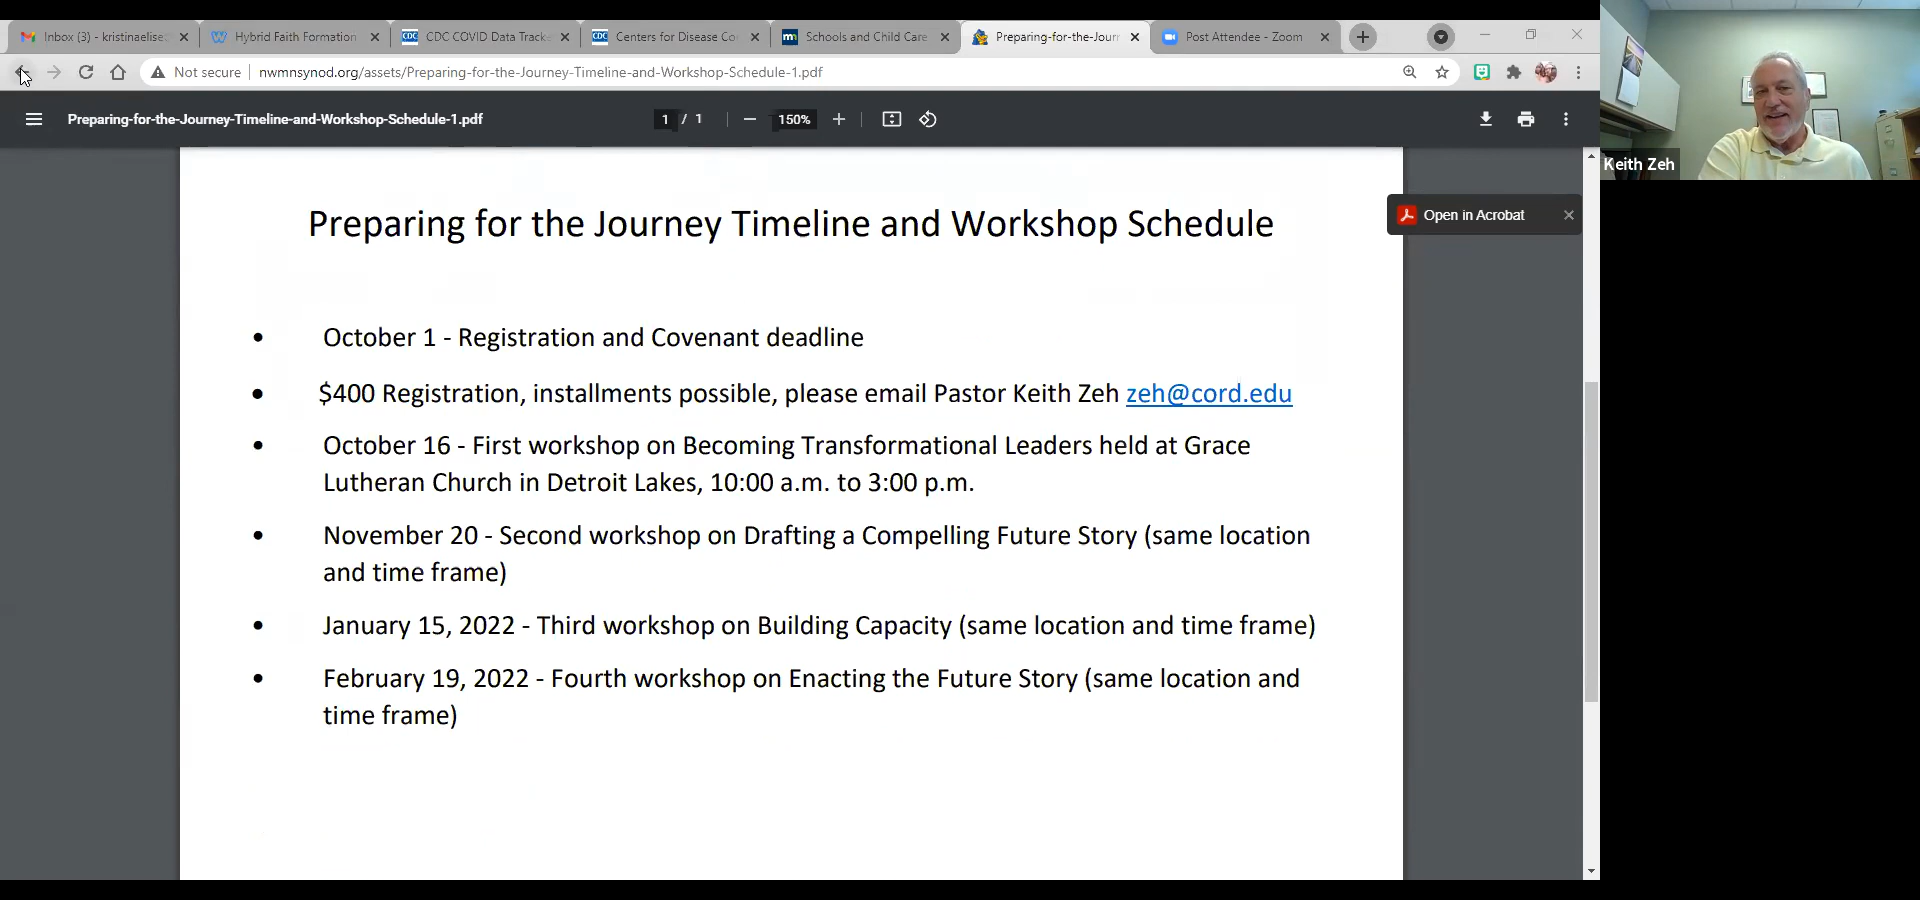 Inbox (3) - kristinaelise
Hybrid Faith Formation
CDC
CDC COVID Data Tracke
CDC
Centers for Disease Co
mn
Schools and Child Care
Preparing-for-the-Jour
Post Attendee - Zoom
Not secure
nwmnsynod.org/assets/Preparing-for-the-Journey-Timeline-and-Workshop-Schedule-1.pdf
Preparing-for-the-Journey-Timeline-and-Workshop-Schedule-1.pdf
1 / 1
150%
Keith Zeh
Open in Acrobat
Preparing for the Journey Timeline and Workshop Schedule
• October 1 - Registration and Covenant deadline
• $400 Registration, installments possible, please email Pastor Keith Zeh zeh@cord.edu
• October 16 - First workshop on Becoming Transformational Leaders held at Grace
Lutheran Church in Detroit Lakes, 10:00 a.m. to 3:00 p.m.
• November 20 - Second workshop on Drafting a Compelling Future Story (same location
and time frame)
• January 15, 2022 - Third workshop on Building Capacity (same location and time frame)
• February 19, 2022 - Fourth workshop on Enacting the Future Story (same location and
time frame)